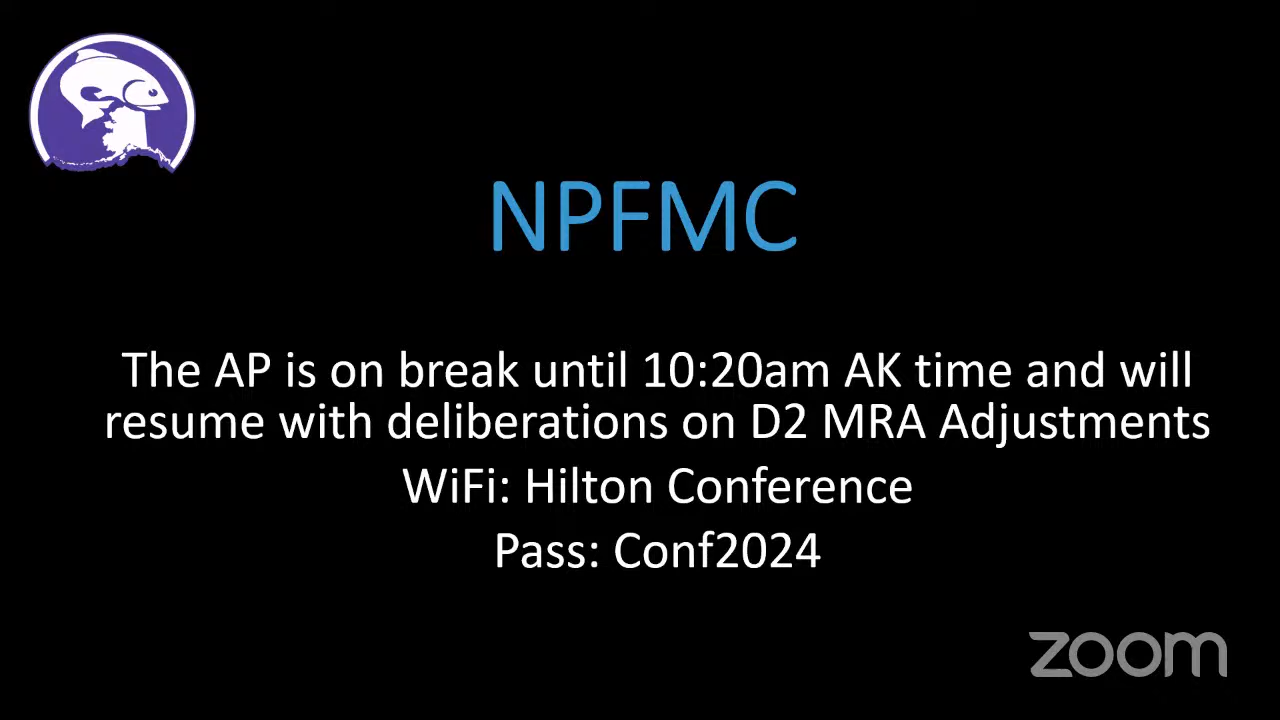 NPFMC
The AP is on break until 10:20am AK time and will
resume with deliberations on D2 MRA Adjustments
WiFi: Hilton Conference
Pass: Conf2024
zoom